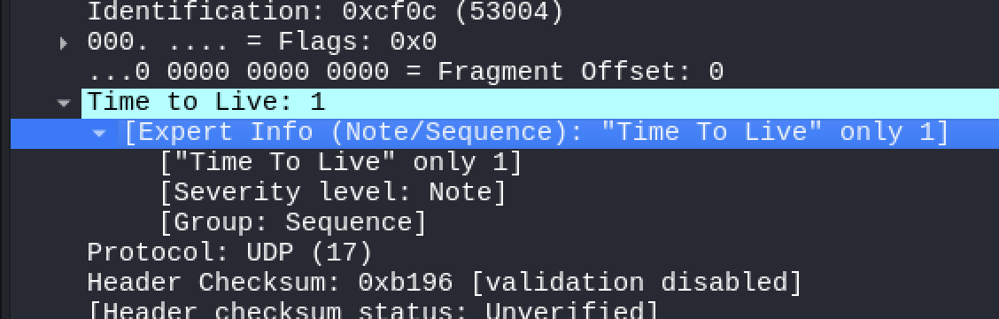 Identification: 0xcf0c (53004)
000. .... = Flags: 0x0
...0 0000 0000 0000 = Fragment Offset: 0
Time to Live: 1
[Expert Info (Note/Sequence): "Time To Live" only 1]
["Time To Live" only 1]
[Severity level: Note]
[Group: Sequence]
Protocol: UDP (17)
Header Checksum: 0xb196 [validation disabled]
[Header checksum status: Unverified]